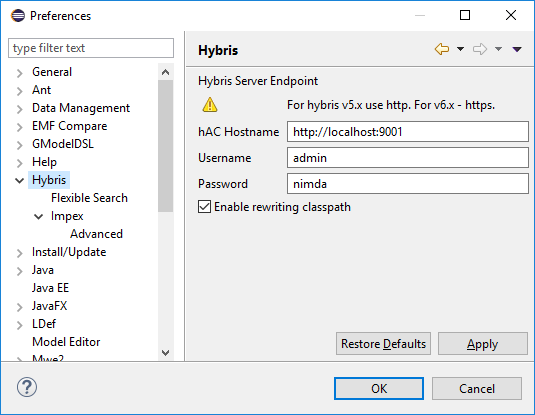 Preferences
type filter text
General
Ant
Data Management
EMF Compare
GModelDSL
Help
Hybris
Flexible Search
Impex
Advanced
Install/Update
Java
Java EE
JavaFX
LDef
Model Editor
Mwe2
Hybris
Hybris Server Endpoint
For hybris v5.x use http. For v6.x - https.
hAC Hostname http://localhost:9001
Username admin
Password nimda
Enable rewriting classpath
Restore Defaults Apply
OK Cancel